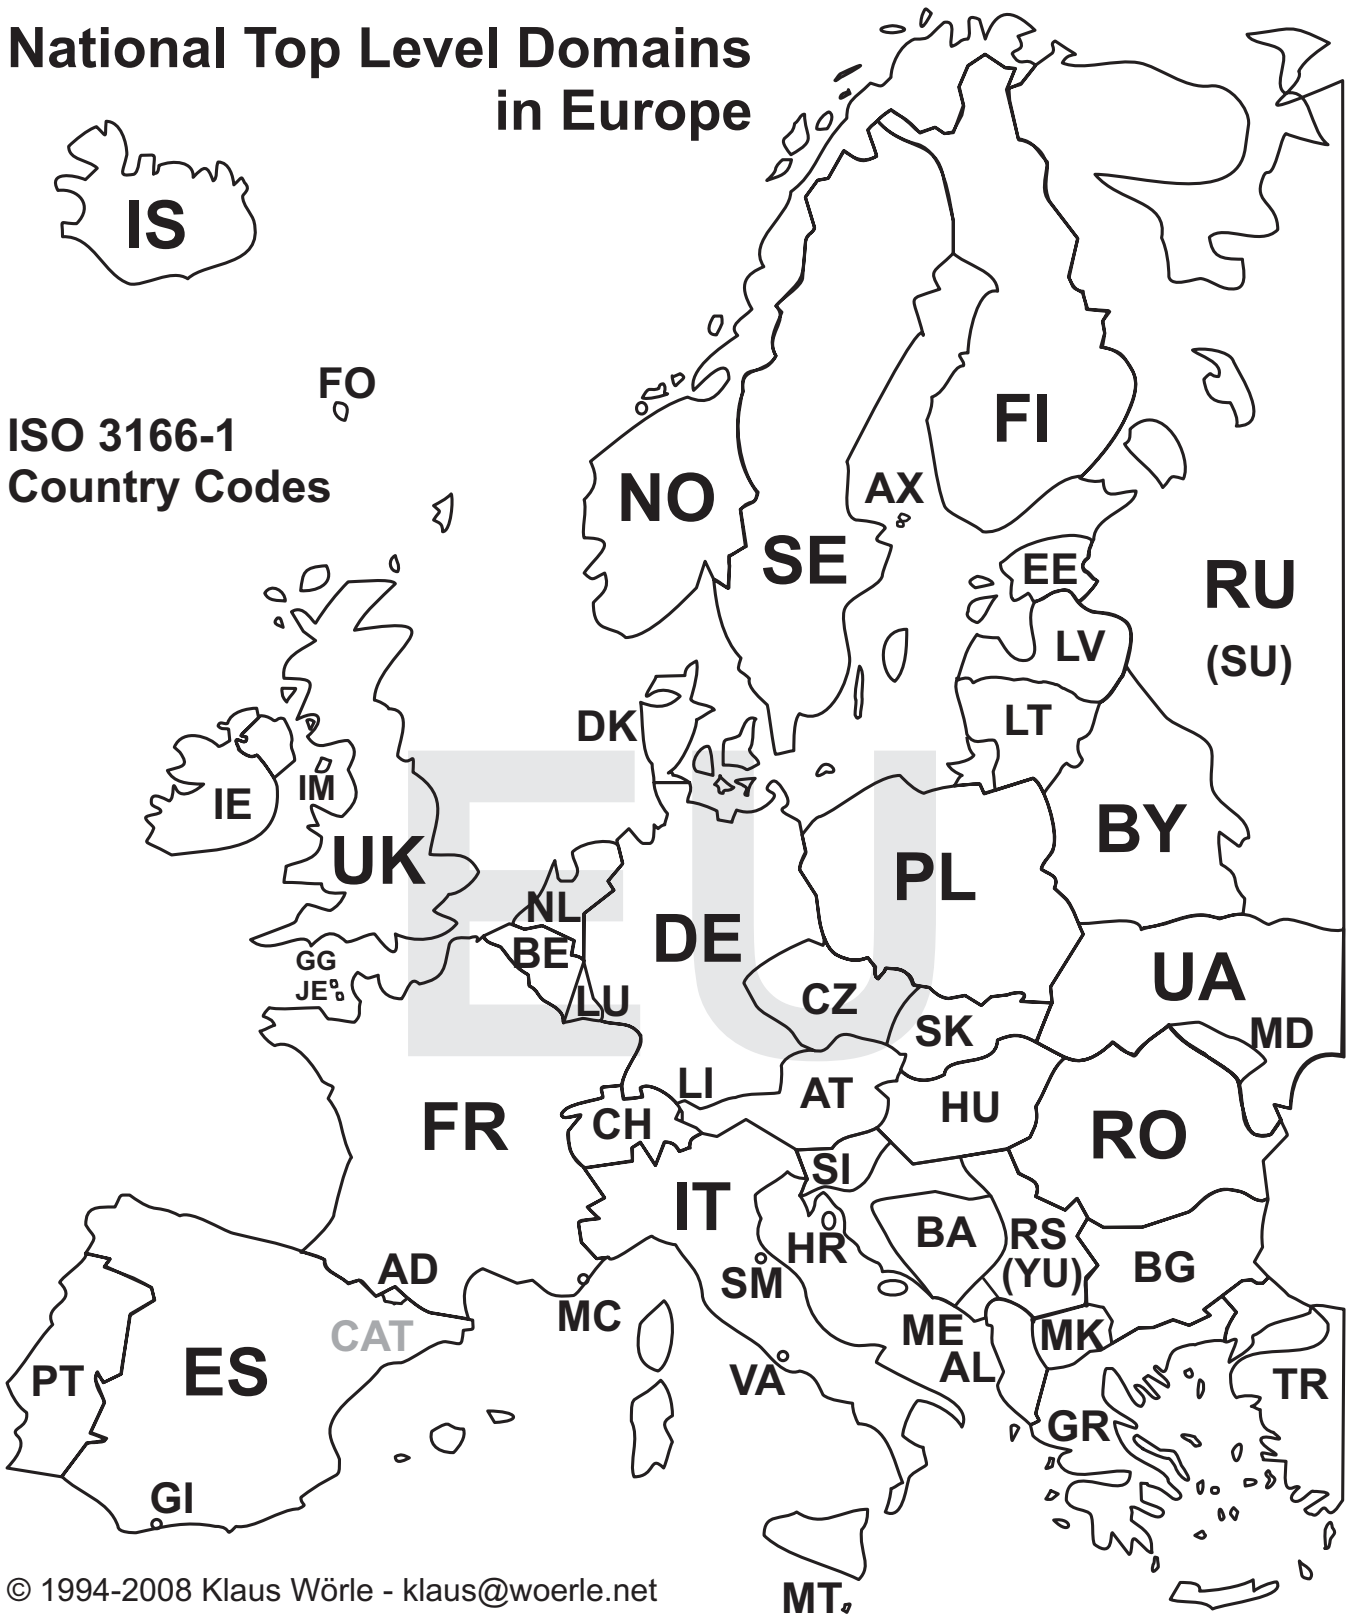 National Top Level Domains
in Europe
IS
FO
ISO 3166-1
Country Codes
FI
NO
AX
SE
EE
RU
(SU)
LV
LT
DK
IE
IM
UK
BY
PL
NL
DE
BE
GG
JE
LU
CZ
UA
SK
MD
LI
AT
HU
FR
CH
RO
SI
IT
BA
RS
(YU)
HR
BG
AD
SM
MC
CAT
ME
MK
AL
VA
PT
ES
TR
GR
GI
EU
MT
© 1994-2008 Klaus Wörle - klaus@woerle.net